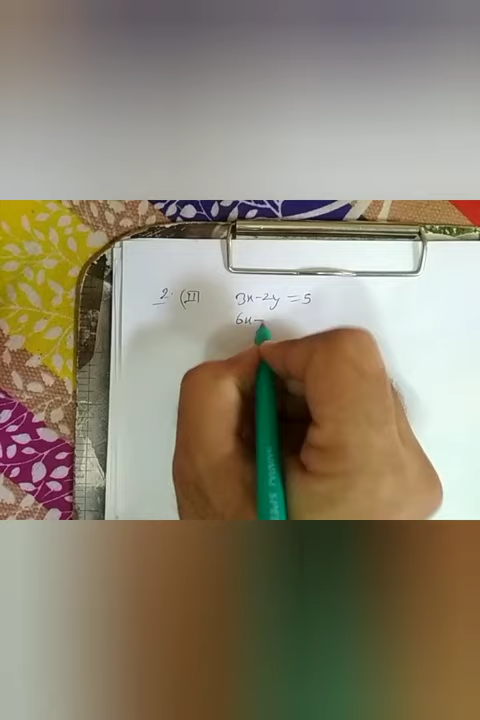 2. (II) 3x-2y = 5
6x-